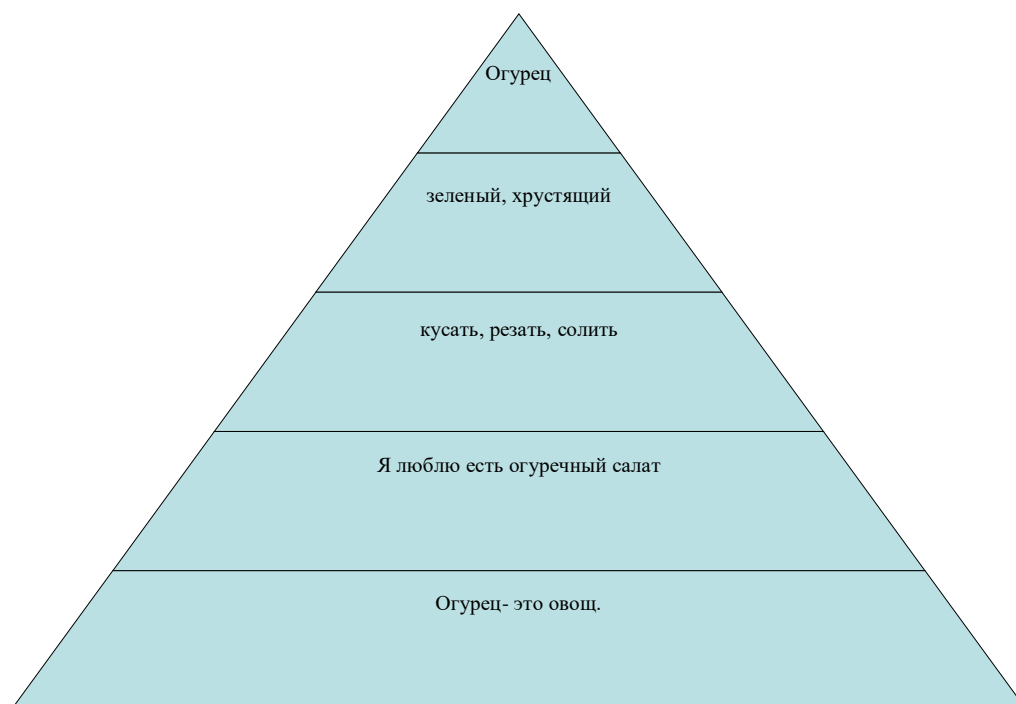 Огурец
зеленый, хрустящий
кусать, резать, солить
Я люблю есть огуречный салат
Огурец- это овощ.